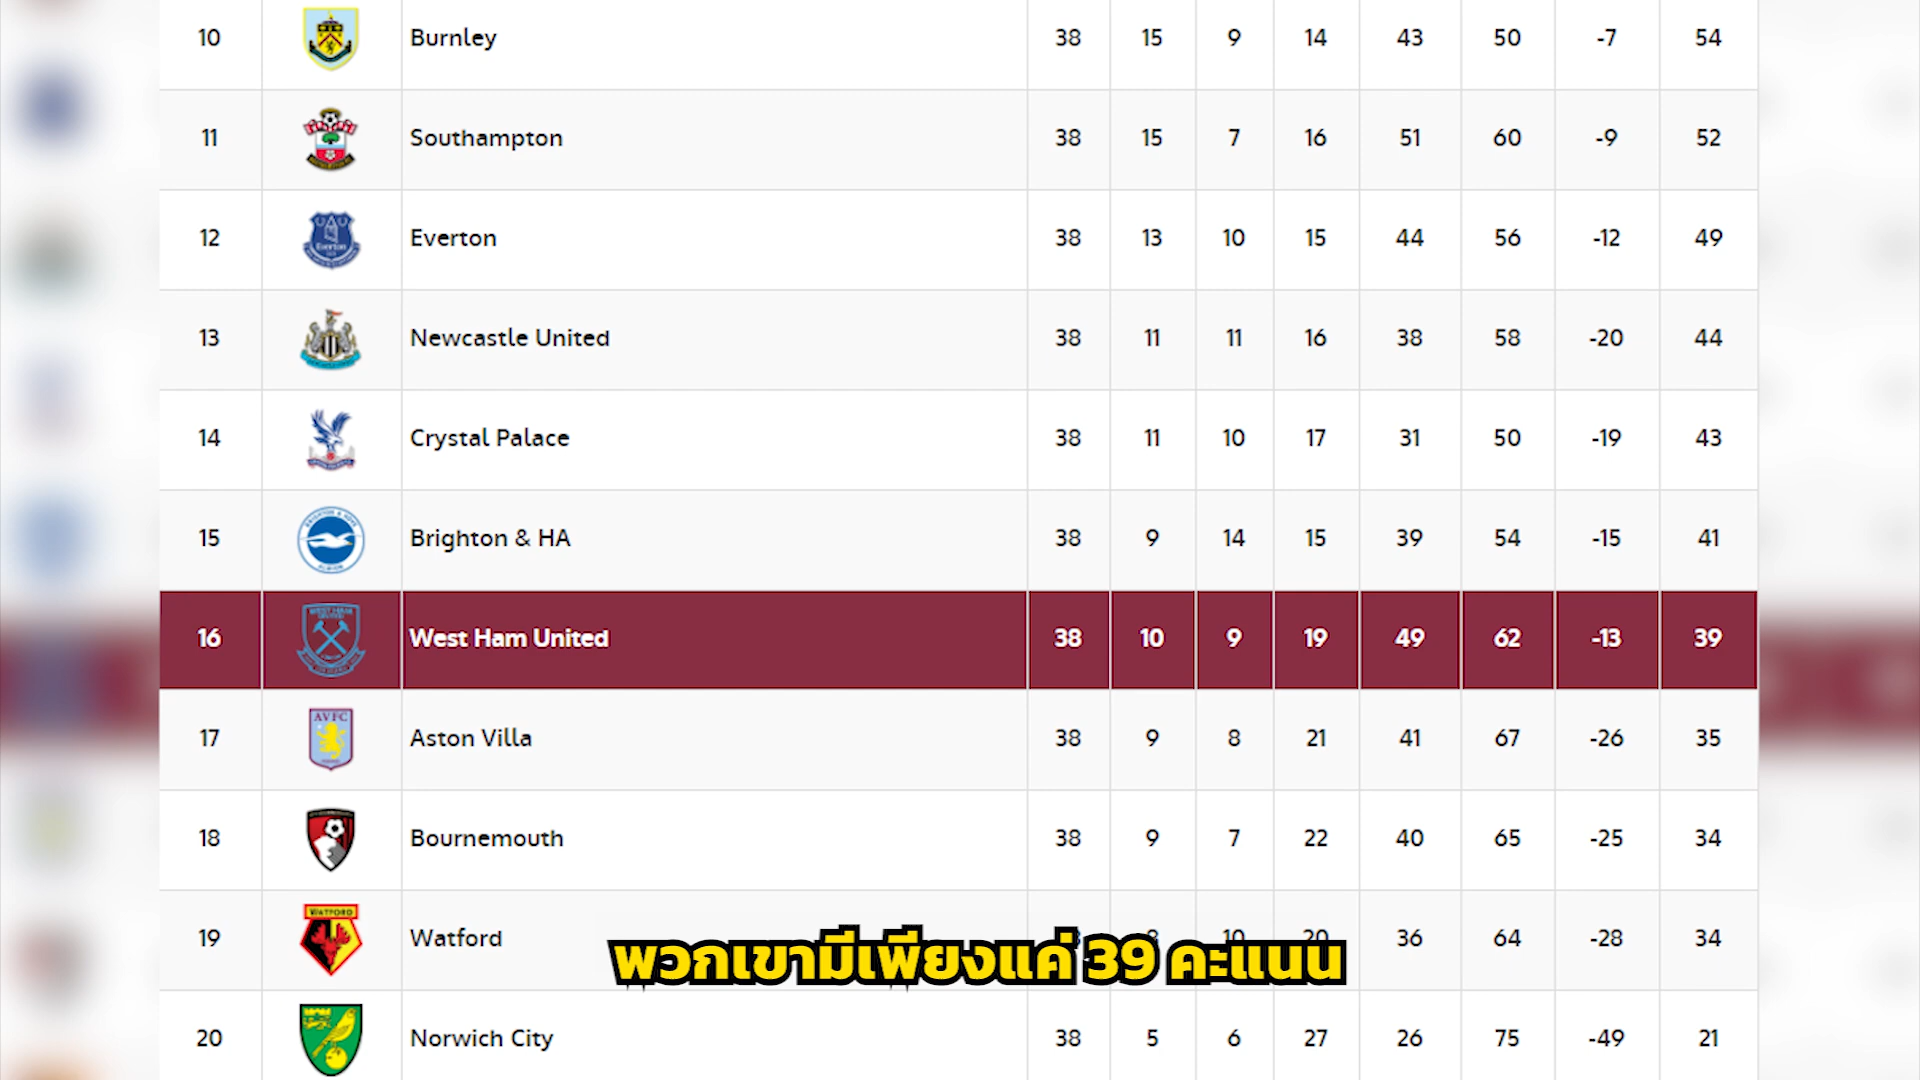 10 Burnley 38 15 9 14 43 50 -7 54
11 Southampton 38 15 7 16 51 60 -9 52
12 Everton 38 13 10 15 44 56 -12 49
13 Newcastle United 38 11 11 16 38 58 -20 44
14 Crystal Palace 38 11 10 17 31 50 -19 43
15 Brighton & HA 38 9 14 15 39 54 -15 41
16 West Ham United 38 10 9 19 49 62 -13 39
17 Aston Villa 38 9 8 21 41 67 -26 35
18 Bournemouth 38 9 7 22 40 65 -25 34
19 Watford 8 10 20 36 64 -28 34
พวกเขามีเพียงแค่ 39 คะแนน
20 Norwich City 38 5 6 27 26 75 -49 21